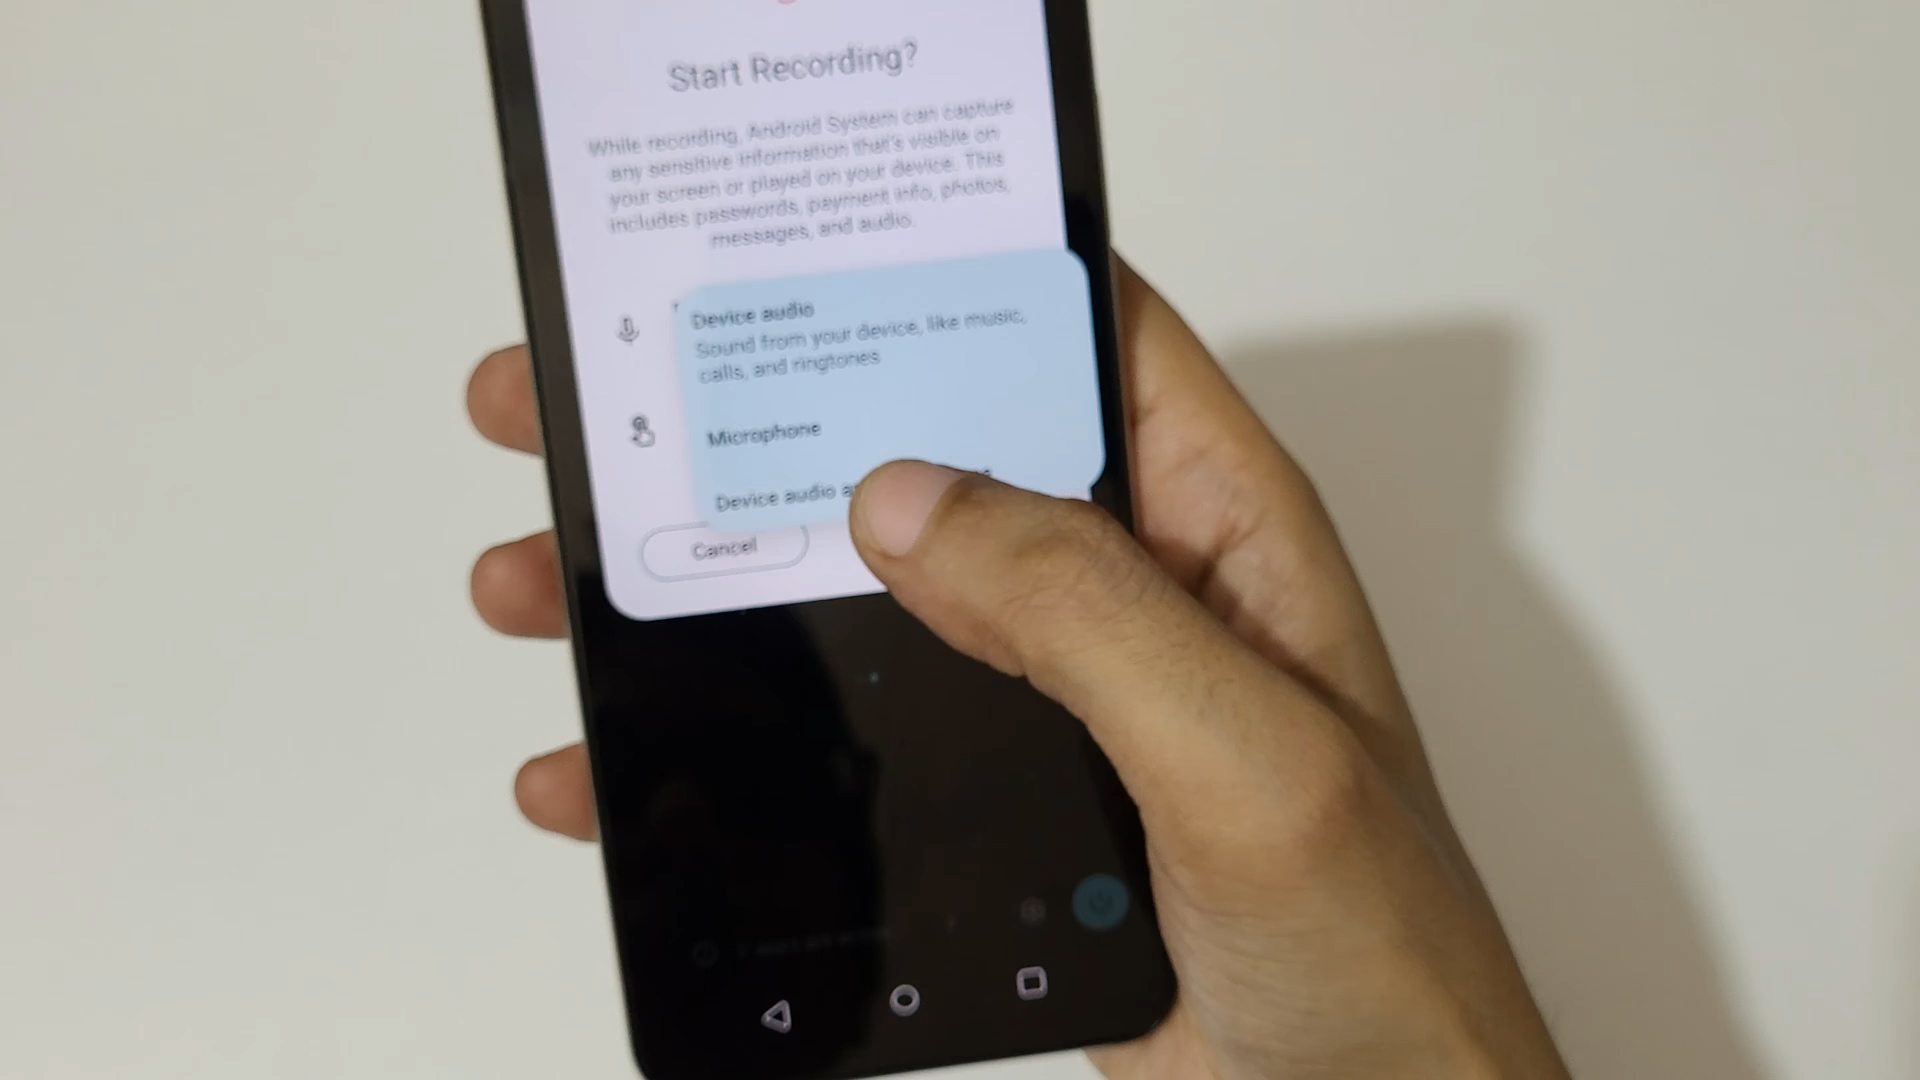 Start Recording?
While recording, Android System can capture
any sensitive information that's visible on
your screen or played on your device. This
includes passwords, payment info, photos,
messages, and audio.
Device audio
Sound from your device, like music,
calls, and ringtones
Microphone
Device audio
Cancel